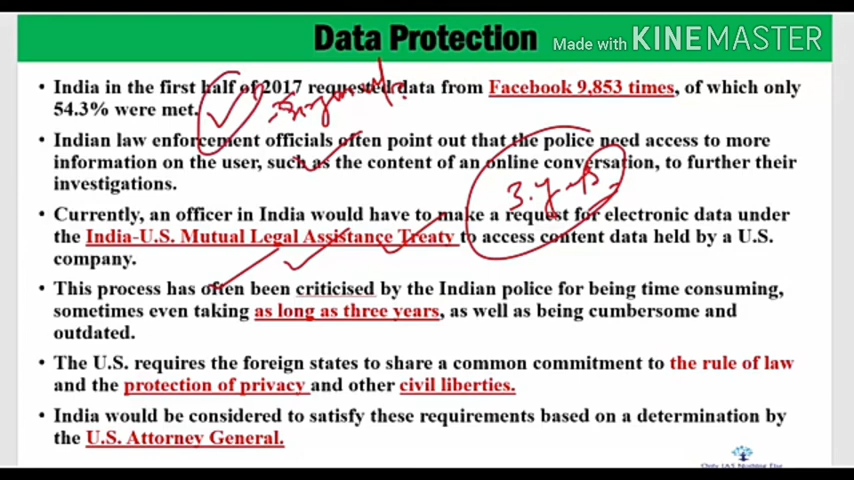 Data Protection
Made with KINEMASTER
• India in the first half of 2017 requested data from Facebook 9,853 times, of which only
54.3% were met.
• Indian law enforcement officials often point out that the police need access to more
information on the user, such as the content of an online conversation, to further their
investigations.
3. yrs
• Currently, an officer in India would have to make a request for electronic data under
the India-U.S. Mutual Legal Assistance Treaty to access content data held by a U.S.
company.
• This process has often been criticised by the Indian police for being time consuming,
sometimes even taking as long as three years, as well as being cumbersome and
outdated.
• The U.S. requires the foreign states to share a common commitment to the rule of law
and the protection of privacy and other civil liberties.
• India would be considered to satisfy these requirements based on a determination by
the U.S. Attorney General.
Only IAS Nothing Else